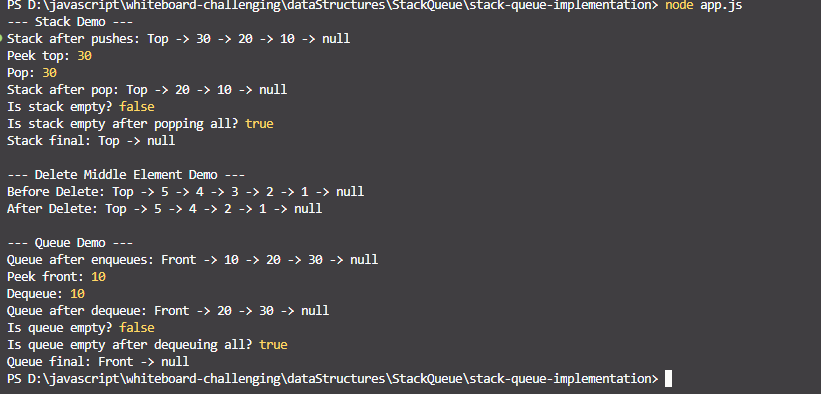 PS D:\javascript\whiteboard-challenging\dataStructures\StackQueue\stack-queue-implementation> node app.js
--- Stack Demo ---
Stack after pushes: Top -> 30 -> 20 -> 10 -> null
Peek top: 30
Pop: 30
Stack after pop: Top -> 20 -> 10 -> null
Is stack empty? false
Is stack empty after popping all? true
Stack final: Top -> null

--- Delete Middle Element Demo ---
Before Delete: Top -> 5 -> 4 -> 3 -> 2 -> 1 -> null
After Delete: Top -> 5 -> 4 -> 2 -> 1 -> null

--- Queue Demo ---
Queue after enqueues: Front -> 10 -> 20 -> 30 -> null
Peek front: 10
Dequeue: 10
Queue after dequeue: Front -> 20 -> 30 -> null
Is queue empty? false
Is queue empty after dequeuing all? true
Queue final: Front -> null
PS D:\javascript\whiteboard-challenging\dataStructures\StackQueue\stack-queue-implementation>